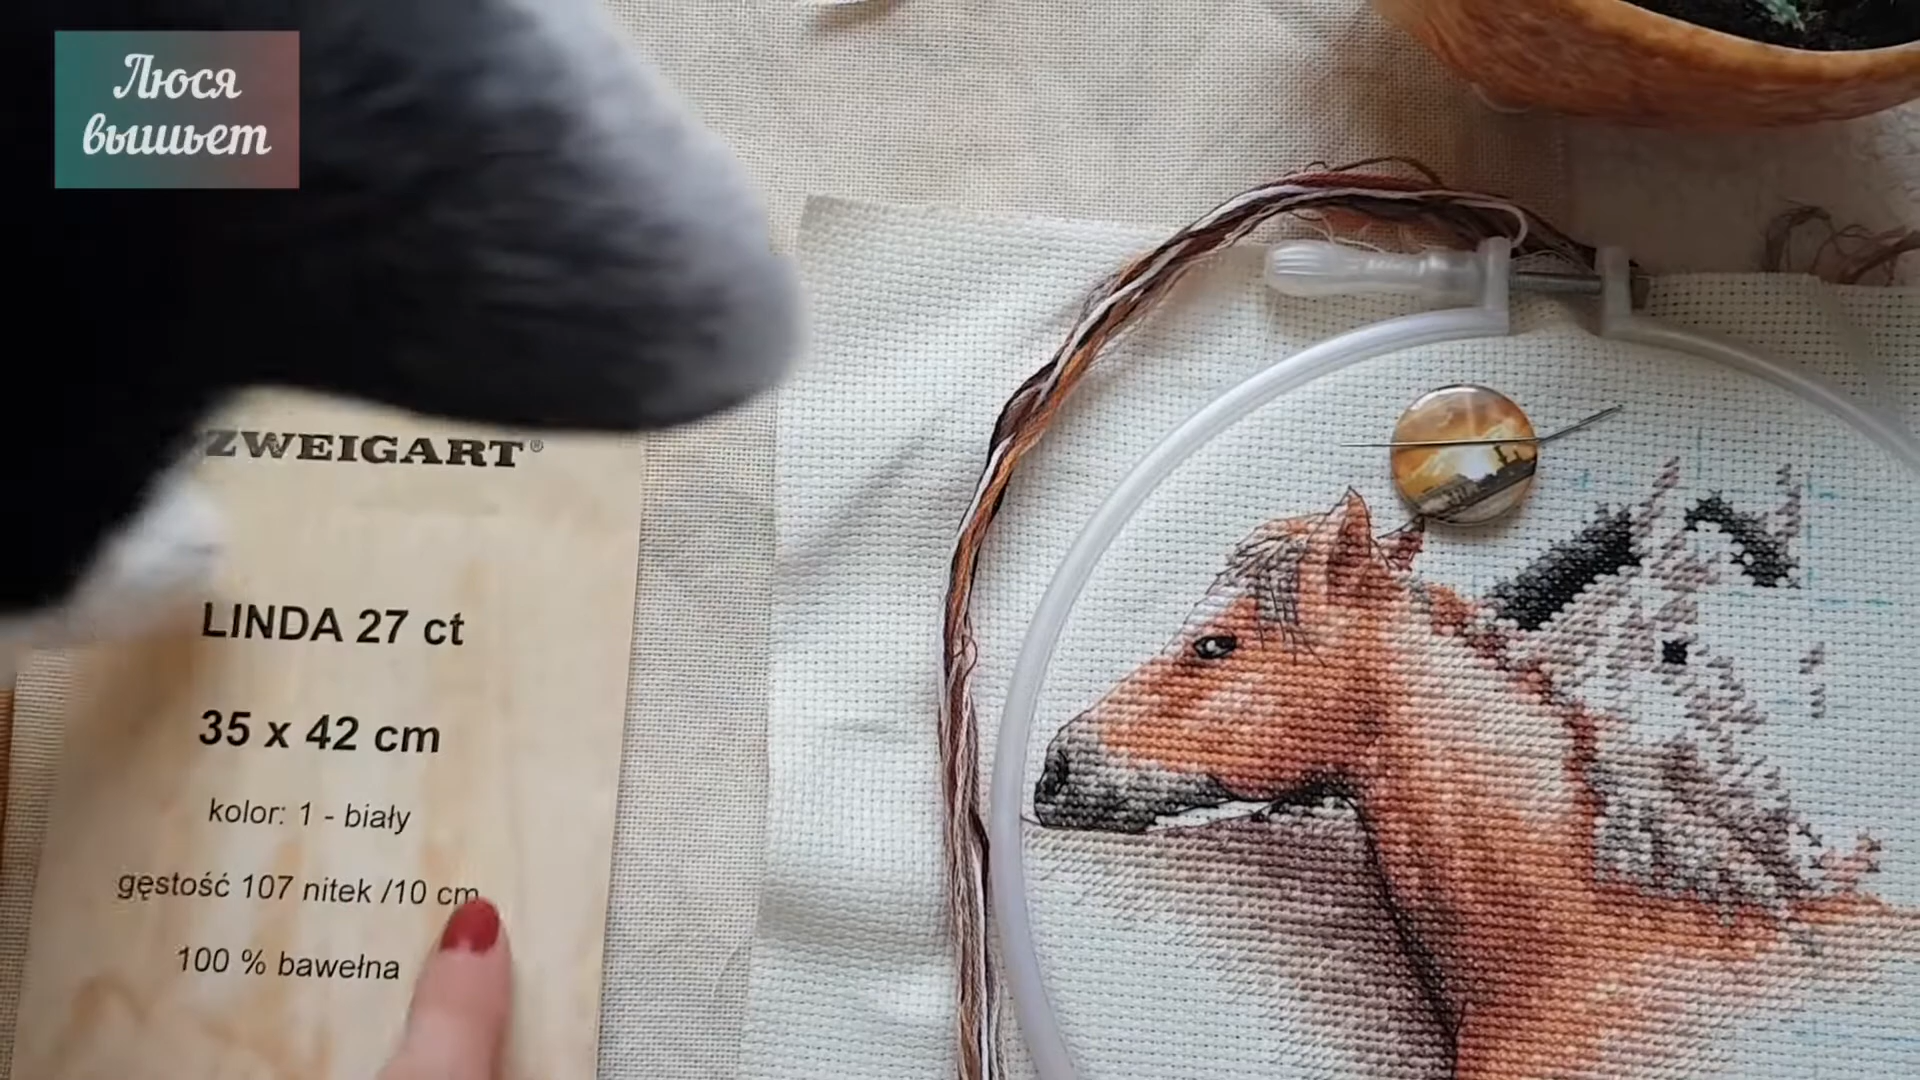 Люся
вышьет
ZWEIGART®
LINDA 27 ct
35 x 42 cm
kolor: 1 - biały
gęstość 107 nitek /10 cm
100 % bawełna